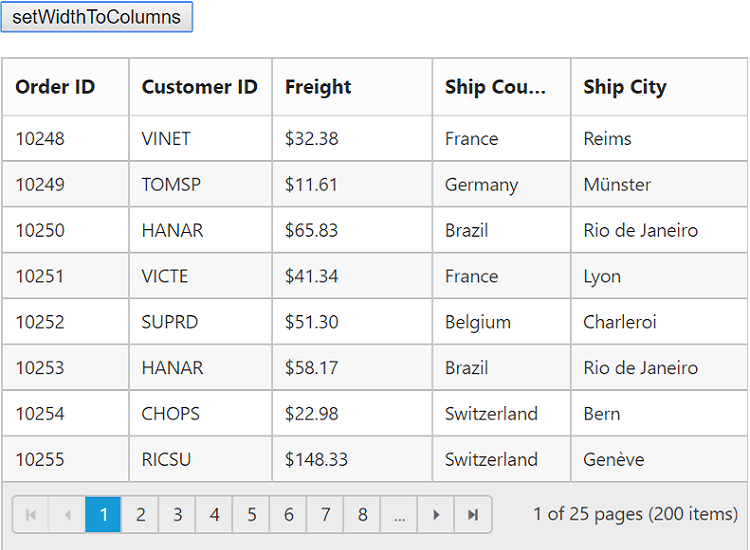 setWidthToColumns
Order ID Customer ID Freight Ship Cou... Ship City
10248 VINET $32.38 France Reims
10249 TOMSP $11.61 Germany Münster
10250 HANAR $65.83 Brazil Rio de Janeiro
10251 VICTE $41.34 France Lyon
10252 SUPRD $51.30 Belgium Charleroi
10253 HANAR $58.17 Brazil Rio de Janeiro
10254 CHOPS $22.98 Switzerland Bern
10255 RICSU $148.33 Switzerland Genève
1 2 3 4 5 6 7 8 ... 1 of 25 pages (200 items)